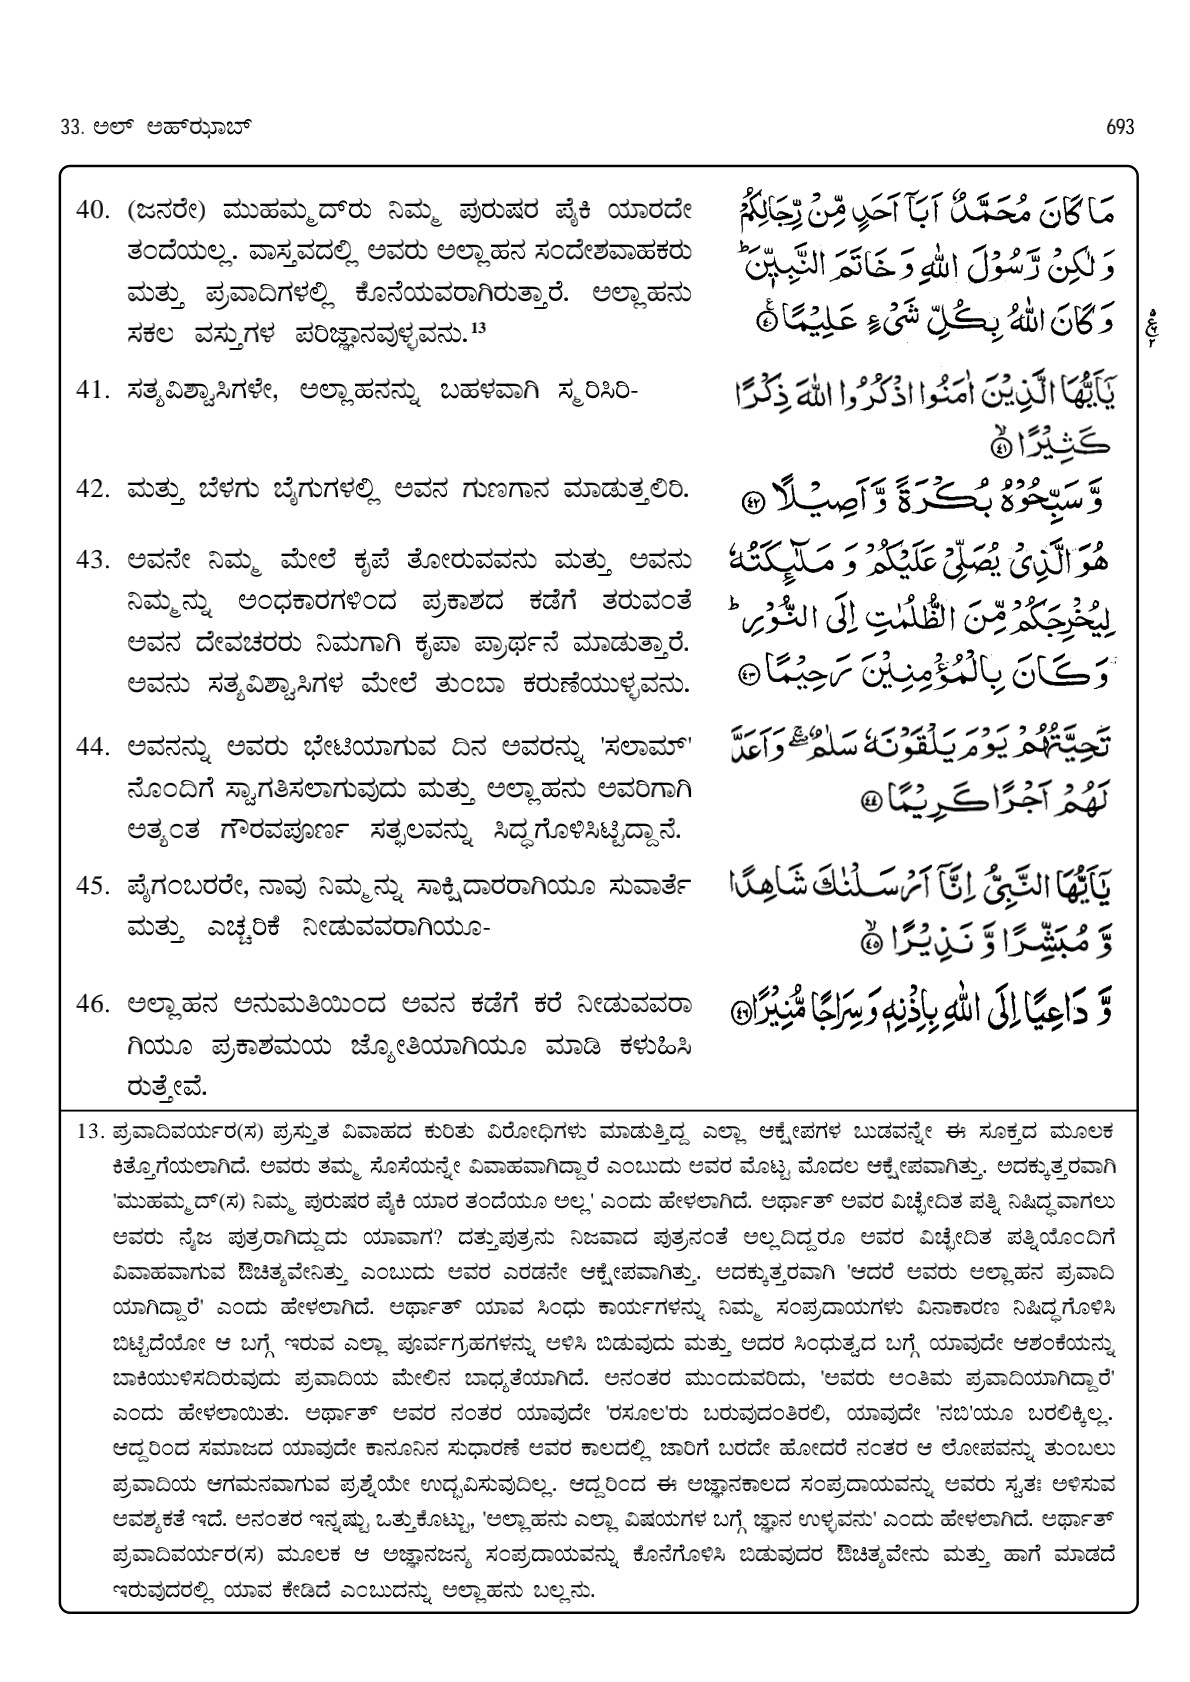 33. ಅಲ್ ಅಹ್‌ಝಾಬ್
693
40. (ಜನರೇ) ಮುಹಮ್ಮದ್‌ರು ನಿಮ್ಮ ಪುರುಷರ ಪೈಕಿ ಯಾರದೇ
ತಂದೆಯಲ್ಲ. ವಾಸ್ತವದಲ್ಲಿ ಅವರು ಅಲ್ಲಾಹನ ಸಂದೇಶವಾಹಕರು
ಮತ್ತು ಪ್ರವಾದಿಗಳಲ್ಲಿ ಕೊನೆಯವರಾಗಿರುತ್ತಾರೆ. ಅಲ್ಲಾಹನು
ಸಕಲ ವಸ್ತುಗಳ ಪರಿಜ್ಞಾನವುಳ್ಳವನು.13
مَا كَانَ مُحَمَّدٌ اَبَآ اَحَدٍ مِّنْ رِّجَالِكُمْ
وَ لٰكِنْ رَّسُوْلَ اللّٰهِ وَ خَاتَمَ النَّبِيّٖنَ ؕ
وَ كَانَ اللّٰهُ بِكُلِّ شَيْءٍ عَلِيْمًا ﴿٤٠﴾
41. ಸತ್ಯವಿಶ್ವಾಸಿಗಳೇ, ಅಲ್ಲಾಹನನ್ನು ಬಹಳವಾಗಿ ಸ್ಮರಿಸಿರಿ-
يٰۤاَيُّهَا الَّذِيْنَ اٰمَنُوا اذْكُرُوا اللّٰهَ ذِكْرًا
كَثِيْرًا ۙ﴿٤١﴾
42. ಮತ್ತು ಬೆಳಗು ಬೈಗುಗಳಲ್ಲಿ ಅವನ ಗುಣಗಾನ ಮಾಡುತ್ತಲಿರಿ.
وَّ سَبِّحُوْهُ بُكْرَةً وَّ اَصِيْلًا ﴿٤٢﴾
43. ಅವನೇ ನಿಮ್ಮ ಮೇಲೆ ಕೃಪೆ ತೋರುವವನು ಮತ್ತು ಅವನು
ನಿಮ್ಮನ್ನು ಅಂಧಕಾರಗಳಿಂದ ಪ್ರಕಾಶದ ಕಡೆಗೆ ತರುವಂತೆ
ಅವನ ದೇವಚರರು ನಿಮಗಾಗಿ ಕೃಪಾ ಪ್ರಾರ್ಥನೆ ಮಾಡುತ್ತಾರೆ.
ಅವನು ಸತ್ಯವಿಶ್ವಾಸಿಗಳ ಮೇಲೆ ತುಂಬಾ ಕರುಣೆಯುಳ್ಳವನು.
هُوَ الَّذِيْ يُصَلِّيْ عَلَيْكُمْ وَ مَلٰٓئِكَتُهٗ
لِيُخْرِجَكُمْ مِّنَ الظُّلُمٰتِ اِلَى النُّوْرِ ؕ
وَ كَانَ بِالْمُؤْمِنِيْنَ رَحِيْمًا ﴿٤٣﴾
44. ಅವನನ್ನು ಅವರು ಭೇಟಿಯಾಗುವ ದಿನ ಅವರನ್ನು 'ಸಲಾಮ್'
ನೊಂದಿಗೆ ಸ್ವಾಗತಿಸಲಾಗುವುದು ಮತ್ತು ಅಲ್ಲಾಹನು ಅವರಿಗಾಗಿ
ಅತ್ಯಂತ ಗೌರವಪೂರ್ಣ ಸತ್ಫಲವನ್ನು ಸಿದ್ಧಗೊಳಿಸಿಟ್ಟಿದ್ದಾನೆ.
تَحِيَّتُهُمْ يَوْمَ يَلْقَوْنَهٗ سَلٰمٌ ۖۚ وَ اَعَدَّ
لَهُمْ اَجْرًا كَرِيْمًا ﴿٤٤﴾
45. ಪೈಗಂಬರರೇ, ನಾವು ನಿಮ್ಮನ್ನು ಸಾಕ್ಷಿದಾರರಾಗಿಯೂ ಸುವಾರ್ತೆ
ಮತ್ತು ಎಚ್ಚರಿಕೆ ನೀಡುವವರಾಗಿಯೂ-
يٰۤاَيُّهَا النَّبِيُّ اِنَّاۤ اَرْسَلْنٰكَ شَاهِدًا
وَّ مُبَشِّرًا وَّ نَذِيْرًا ۙ﴿٤٥﴾
46. ಅಲ್ಲಾಹನ ಅನುಮತಿಯಿಂದ ಅವನ ಕಡೆಗೆ ಕರೆ ನೀಡುವವರಾ
ಗಿಯೂ ಪ್ರಕಾಶಮಯ ಜ್ಯೋತಿಯಾಗಿಯೂ ಮಾಡಿ ಕಳುಹಿಸಿ
ರುತ್ತೇವೆ.
وَّ دَاعِيًا اِلَى اللّٰهِ بِاِذْنِهٖ وَسِرَاجًا مُّنِيْرًا ﴿٤٦﴾
13. ಪ್ರವಾದಿವರ್ಯರ(ಸ) ಪ್ರಸ್ತುತ ವಿವಾಹದ ಕುರಿತು ವಿರೋಧಿಗಳು ಮಾಡುತ್ತಿದ್ದ ಎಲ್ಲಾ ಆಕ್ಷೇಪಗಳ ಬುಡವನ್ನೇ ಈ ಸೂಕ್ತದ ಮೂಲಕ
ಕಿತ್ತೊಗೆಯಲಾಗಿದೆ. ಅವರು ತಮ್ಮ ಸೊಸೆಯನ್ನೇ ವಿವಾಹವಾಗಿದ್ದಾರೆ ಎಂಬುದು ಅವರ ಮೊಟ್ಟ ಮೊದಲ ಆಕ್ಷೇಪವಾಗಿತ್ತು. ಅದಕ್ಕುತ್ತರವಾಗಿ
'ಮುಹಮ್ಮದ್(ಸ) ನಿಮ್ಮ ಪುರುಷರ ಪೈಕಿ ಯಾರ ತಂದೆಯೂ ಅಲ್ಲ' ಎಂದು ಹೇಳಲಾಗಿದೆ. ಅರ್ಥಾತ್ ಅವರ ವಿಚ್ಛೇದಿತ ಪತ್ನಿ ನಿಷಿದ್ಧವಾಗಲು
ಅವರು ನೈಜ ಪುತ್ರರಾಗಿದ್ದುದು ಯಾವಾಗ? ದತ್ತುಪುತ್ರನು ನಿಜವಾದ ಪುತ್ರನಂತೆ ಅಲ್ಲದಿದ್ದರೂ ಅವರ ವಿಚ್ಛೇದಿತ ಪತ್ನಿಯೊಂದಿಗೆ
ವಿವಾಹವಾಗುವ ಔಚಿತ್ಯವೇನಿತ್ತು ಎಂಬುದು ಅವರ ಎರಡನೇ ಆಕ್ಷೇಪವಾಗಿತ್ತು. ಅದಕ್ಕುತ್ತರವಾಗಿ 'ಆದರೆ ಅವರು ಅಲ್ಲಾಹನ ಪ್ರವಾದಿ
ಯಾಗಿದ್ದಾರೆ' ಎಂದು ಹೇಳಲಾಗಿದೆ. ಅರ್ಥಾತ್ ಯಾವ ಸಿಂಧು ಕಾರ್ಯಗಳನ್ನು ನಿಮ್ಮ ಸಂಪ್ರದಾಯಗಳು ವಿನಾಕಾರಣ ನಿಷಿದ್ಧಗೊಳಿಸಿ
ಬಿಟ್ಟಿದೆಯೋ ಆ ಬಗ್ಗೆ ಇರುವ ಎಲ್ಲಾ ಪೂರ್ವಗ್ರಹಗಳನ್ನು ಅಳಿಸಿ ಬಿಡುವುದು ಮತ್ತು ಅದರ ಸಿಂಧುತ್ವದ ಬಗ್ಗೆ ಯಾವುದೇ ಆಶಂಕೆಯನ್ನು
ಬಾಕಿಯುಳಿಸದಿರುವುದು ಪ್ರವಾದಿಯ ಮೇಲಿನ ಬಾಧ್ಯತೆಯಾಗಿದೆ. ಅನಂತರ ಮುಂದುವರಿದು, 'ಅವರು ಅಂತಿಮ ಪ್ರವಾದಿಯಾಗಿದ್ದಾರೆ'
ಎಂದು ಹೇಳಲಾಯಿತು. ಅರ್ಥಾತ್ ಅವರ ನಂತರ ಯಾವುದೇ 'ರಸೂಲ'ರು ಬರುವುದಂತಿರಲಿ, ಯಾವುದೇ 'ನಬಿ'ಯೂ ಬರಲಿಕ್ಕಿಲ್ಲ.
ಆದ್ದರಿಂದ ಸಮಾಜದ ಯಾವುದೇ ಕಾನೂನಿನ ಸುಧಾರಣೆ ಅವರ ಕಾಲದಲ್ಲಿ ಜಾರಿಗೆ ಬರದೇ ಹೋದರೆ ನಂತರ ಆ ಲೋಪವನ್ನು ತುಂಬಲು
ಪ್ರವಾದಿಯ ಆಗಮನವಾಗುವ ಪ್ರಶ್ನೆಯೇ ಉದ್ಭವಿಸುವುದಿಲ್ಲ. ಆದ್ದರಿಂದ ಈ ಅಜ್ಞಾನಕಾಲದ ಸಂಪ್ರದಾಯವನ್ನು ಅವರು ಸ್ವತಃ ಅಳಿಸುವ
ಅವಶ್ಯಕತೆ ಇದೆ. ಅನಂತರ ಇನ್ನಷ್ಟು ಒತ್ತುಕೊಟ್ಟು, 'ಅಲ್ಲಾಹನು ಎಲ್ಲಾ ವಿಷಯಗಳ ಬಗ್ಗೆ ಜ್ಞಾನ ಉಳ್ಳವನು' ಎಂದು ಹೇಳಲಾಗಿದೆ. ಅರ್ಥಾತ್
ಪ್ರವಾದಿವರ್ಯರ(ಸ) ಮೂಲಕ ಆ ಅಜ್ಞಾನಜನ್ಯ ಸಂಪ್ರದಾಯವನ್ನು ಕೊನೆಗೊಳಿಸಿ ಬಿಡುವುದರ ಔಚಿತ್ಯವೇನು ಮತ್ತು ಹಾಗೆ ಮಾಡದೆ
ಇರುವುದರಲ್ಲಿ ಯಾವ ಕೇಡಿದೆ ಎಂಬುದನ್ನು ಅಲ್ಲಾಹನು ಬಲ್ಲನು.